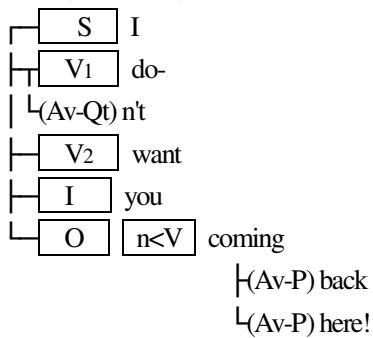 S I
V1 do-
(Av-Qt) n't
V2 want
I you
O n<V coming
(Av-P) back
(Av-P) here!